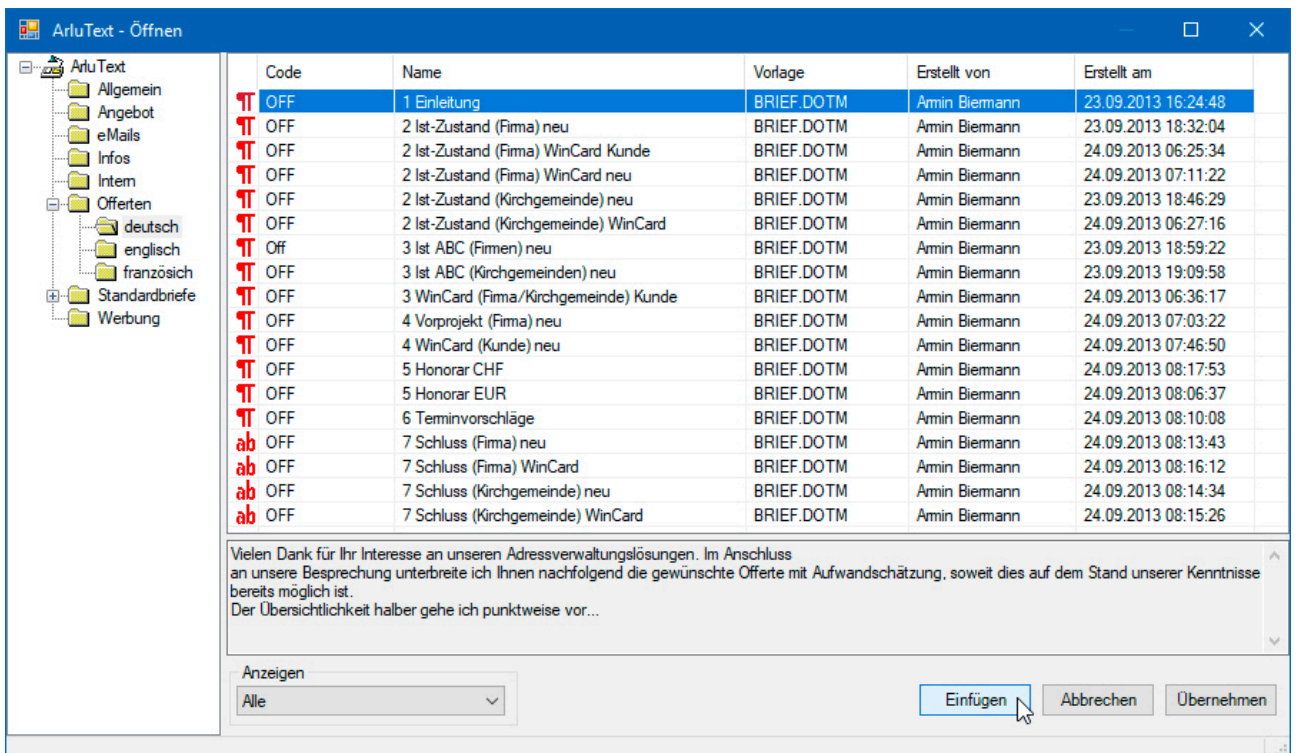 ArluText - Öffnen
ArluText
Allgemein
Angebot
eMails
Infos
Intern
Offerten
deutsch
englisch
französich
Standardbriefe
Werbung
Code Name Vorlage Erstellt von Erstellt am
OFF 1 Einleitung BRIEF.DOTM Armin Biermann 23.09.2013 16:24:48
OFF 2 Ist-Zustand (Firma) neu BRIEF.DOTM Armin Biermann 23.09.2013 18:32:04
OFF 2 Ist-Zustand (Firma) WinCard Kunde BRIEF.DOTM Armin Biermann 24.09.2013 06:25:34
OFF 2 Ist-Zustand (Firma) WinCard neu BRIEF.DOTM Armin Biermann 24.09.2013 07:11:22
OFF 2 Ist-Zustand (Kirchgemeinde) neu BRIEF.DOTM Armin Biermann 23.09.2013 18:46:29
OFF 2 Ist-Zustand (Kirchgemeinde) WinCard BRIEF.DOTM Armin Biermann 24.09.2013 06:27:16
Off 3 Ist ABC (Firmen) neu BRIEF.DOTM Armin Biermann 23.09.2013 18:59:22
OFF 3 Ist ABC (Kirchgemeinden) neu BRIEF.DOTM Armin Biermann 23.09.2013 19:09:58
OFF 3 WinCard (Firma/Kirchgemeinde) Kunde BRIEF.DOTM Armin Biermann 24.09.2013 06:36:17
OFF 4 Vorprojekt (Firma) neu BRIEF.DOTM Armin Biermann 24.09.2013 07:03:22
OFF 4 WinCard (Kunde) neu BRIEF.DOTM Armin Biermann 24.09.2013 07:46:50
OFF 5 Honorar CHF BRIEF.DOTM Armin Biermann 24.09.2013 08:17:53
OFF 5 Honorar EUR BRIEF.DOTM Armin Biermann 24.09.2013 08:06:37
OFF 6 Terminvorschläge BRIEF.DOTM Armin Biermann 24.09.2013 08:10:08
ab OFF 7 Schluss (Firma) neu BRIEF.DOTM Armin Biermann 24.09.2013 08:13:43
ab OFF 7 Schluss (Firma) WinCard BRIEF.DOTM Armin Biermann 24.09.2013 08:16:12
ab OFF 7 Schluss (Kirchgemeinde) neu BRIEF.DOTM Armin Biermann 24.09.2013 08:14:34
ab OFF 7 Schluss (Kirchgemeinde) WinCard BRIEF.DOTM Armin Biermann 24.09.2013 08:15:26
Vielen Dank für Ihr Interesse an unseren Adressverwaltungslösungen. Im Anschluss
an unsere Besprechung unterbreite ich Ihnen nachfolgend die gewünschte Offerte mit Aufwandschätzung, soweit dies auf dem Stand unserer Kenntnisse
bereits möglich ist.
Der Übersichtlichkeit halber gehe ich punktweise vor...
Anzeigen
Alle
Einfügen Abbrechen Übernehmen